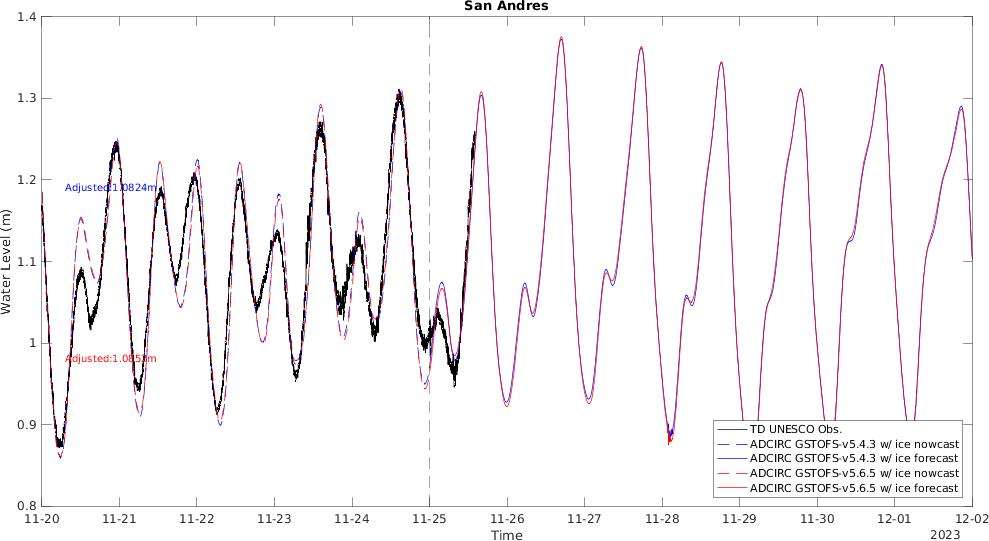 San Andres
Water Level (m)
1.4
1.3
1.2
1.1
1
0.9
0.8
Adjusted:1.0824m
TD UNESCO Obs.
ADCIRC GSTOFS-v5.4.3 w/ ice nowcast
ADCIRC GSTOFS-v5.4.3 w/ ice forecast
ADCIRC GSTOFS-v5.6.5 w/ ice nowcast
ADCIRC GSTOFS-v5.6.5 w/ ice forecast
11-20 11-21 11-22 11-23 11-24 11-25 11-26 11-27 11-28 11-29 11-30 12-01 12-02
Time
2023